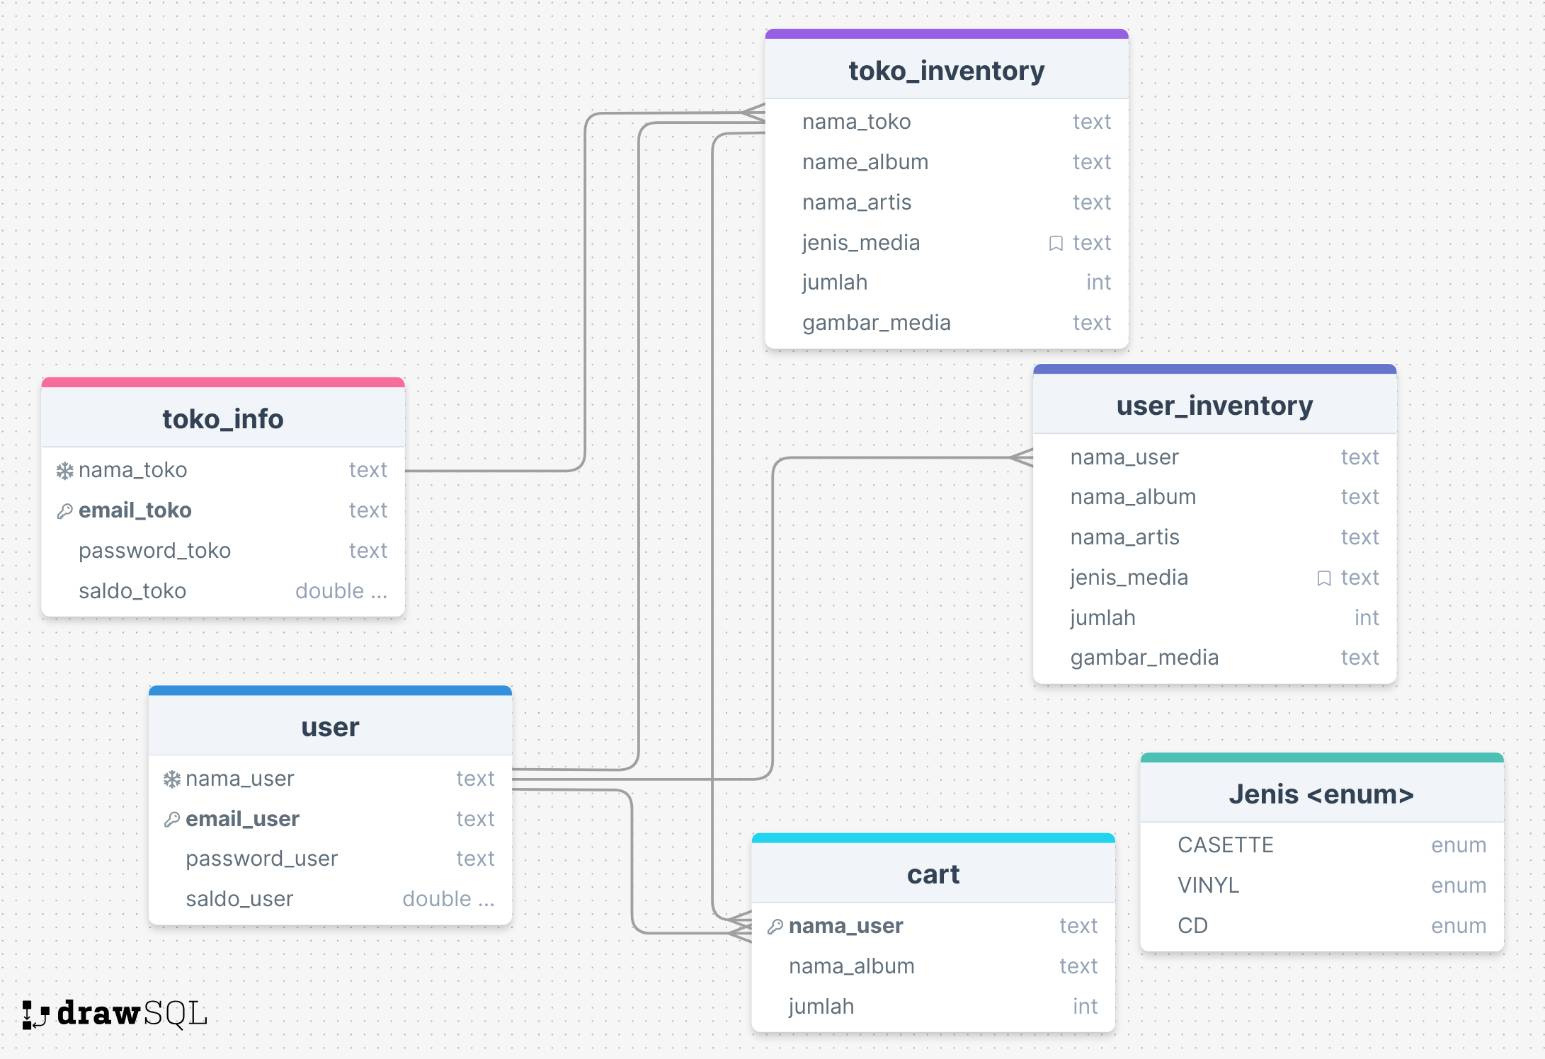 toko_inventory
nama_toko text
name_album text
nama_artis text
jenis_media text
jumlah int
gambar_media text
toko_info
nama_toko text
email_toko text
password_toko text
saldo_toko double ...
user_inventory
nama_user text
nama_album text
nama_artis text
jenis_media text
jumlah int
gambar_media text
user
nama_user text
email_user text
password_user text
saldo_user double ...
cart
nama_user text
nama_album text
jumlah int
Jenis <enum>
CASETTE enum
VINYL enum
CD enum
drawSQL